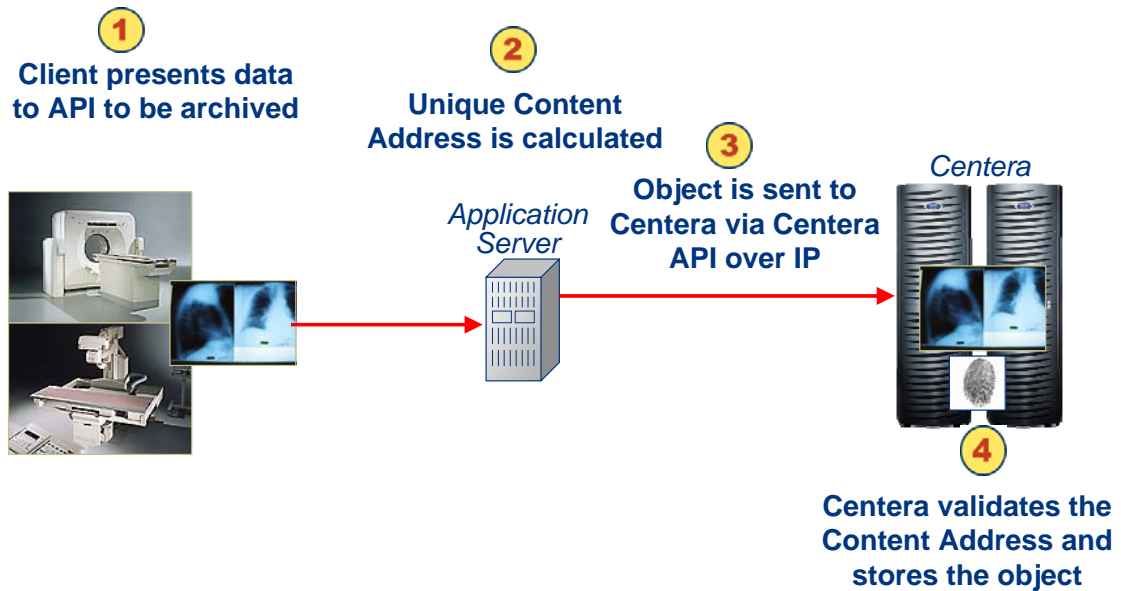 1
Client presents data
to API to be archived
2
Unique Content
Address is calculated
3
Object is sent to
Centera via Centera
API over IP
Application
Server
Centera
4
Centera validates the
Content Address and
stores the object